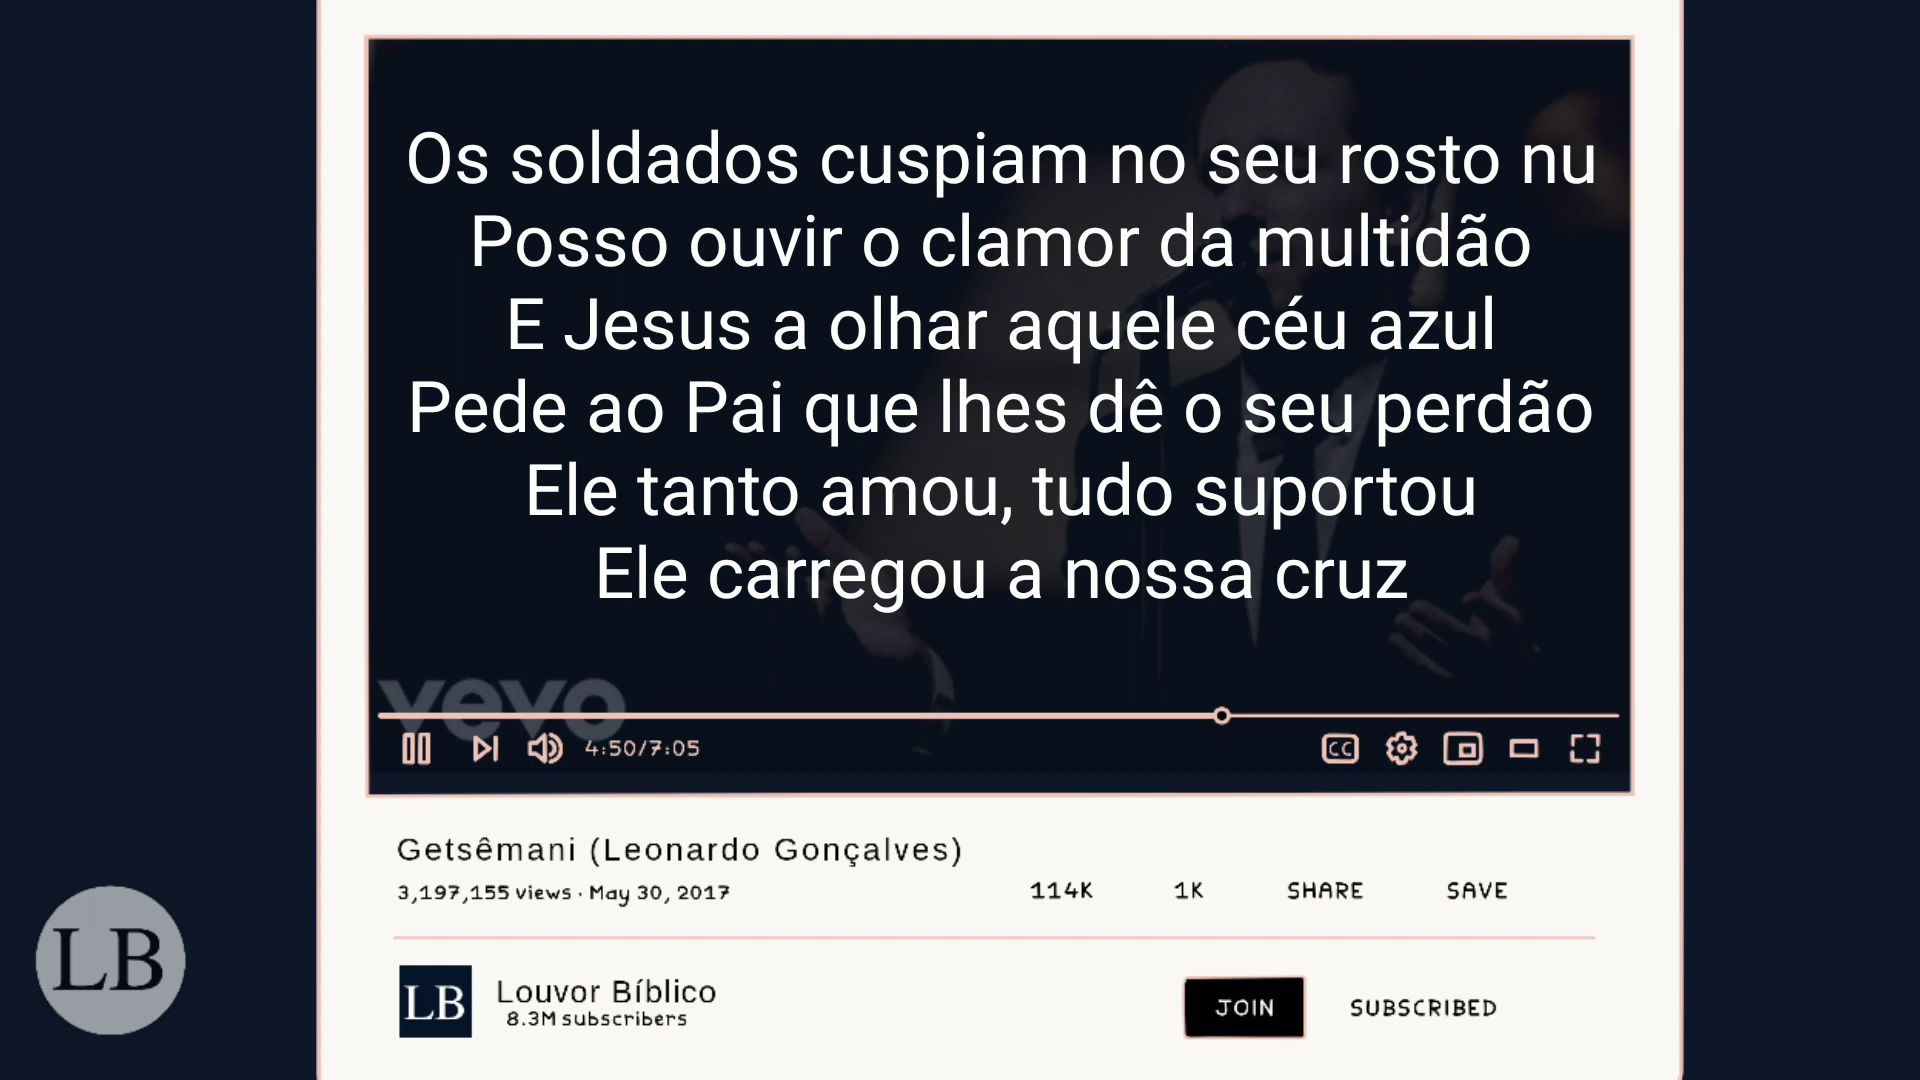 Os soldados cuspiam no seu rosto nu
Posso ouvir o clamor da multidão
E Jesus a olhar aquele céu azul
Pede ao Pai que lhes dê o seu perdão
Ele tanto amou, tudo suportou
Ele carregou a nossa cruz
vevo
4:50/7:05
CC
Getsêmani (Leonardo Gonçalves)
3,197,155 views · May 30, 2017
114K 1K SHARE SAVE
LB
LB
Louvor Bíblico
8.3M subscribers
JOIN SUBSCRIBED